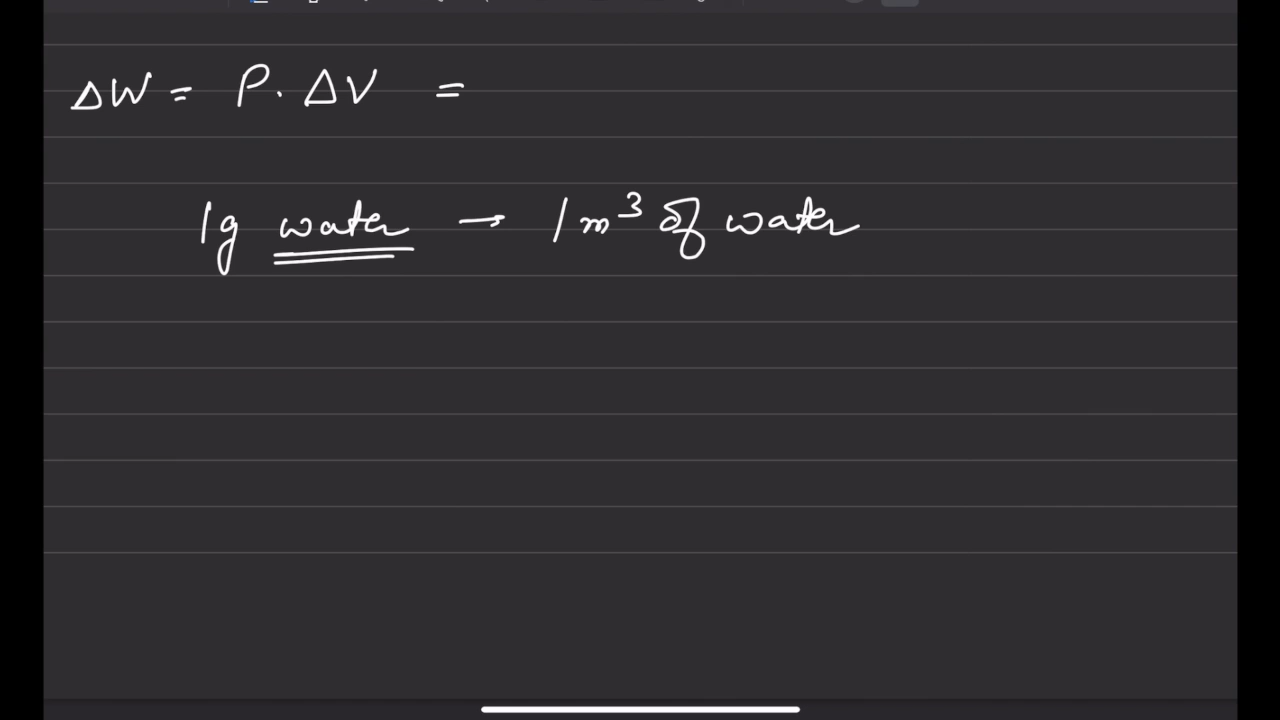 ΔW = P. ΔV =
1g water → 1m³ of water